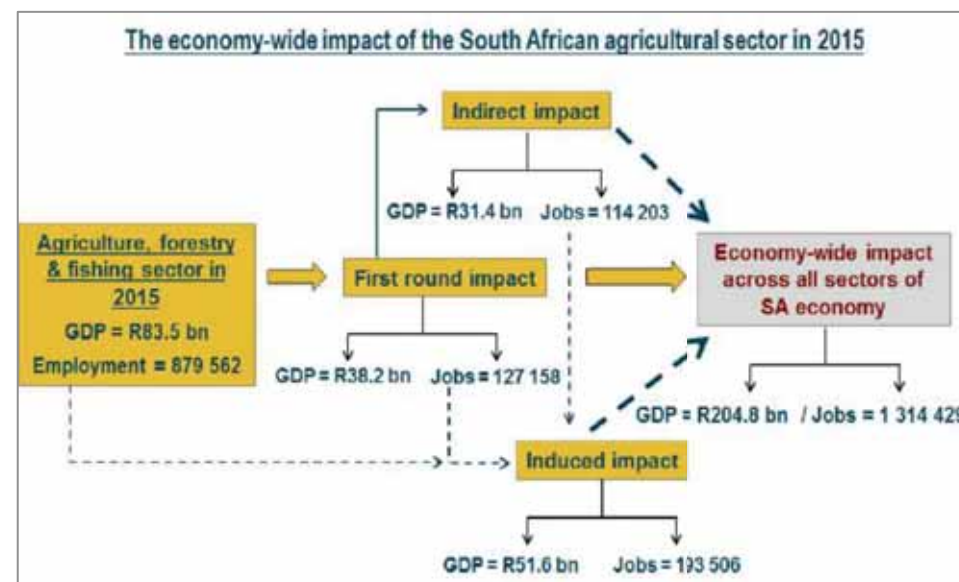 The economy-wide impact of the South African agricultural sector in 2015
Indirect impact
GDP = R31.4 bn Jobs = 114 203
Agriculture, forestry
& fishing sector in
2015
GDP = R83.5 bn
Employment = 879 562
First round impact
GDP = R38.2 bn Jobs = 127 158
Economy-wide impact
across all sectors of
SA economy
GDP = R204.8 bn / Jobs = 1 314 429
Induced impact
GDP = R51.6 bn Jobs = 193 506